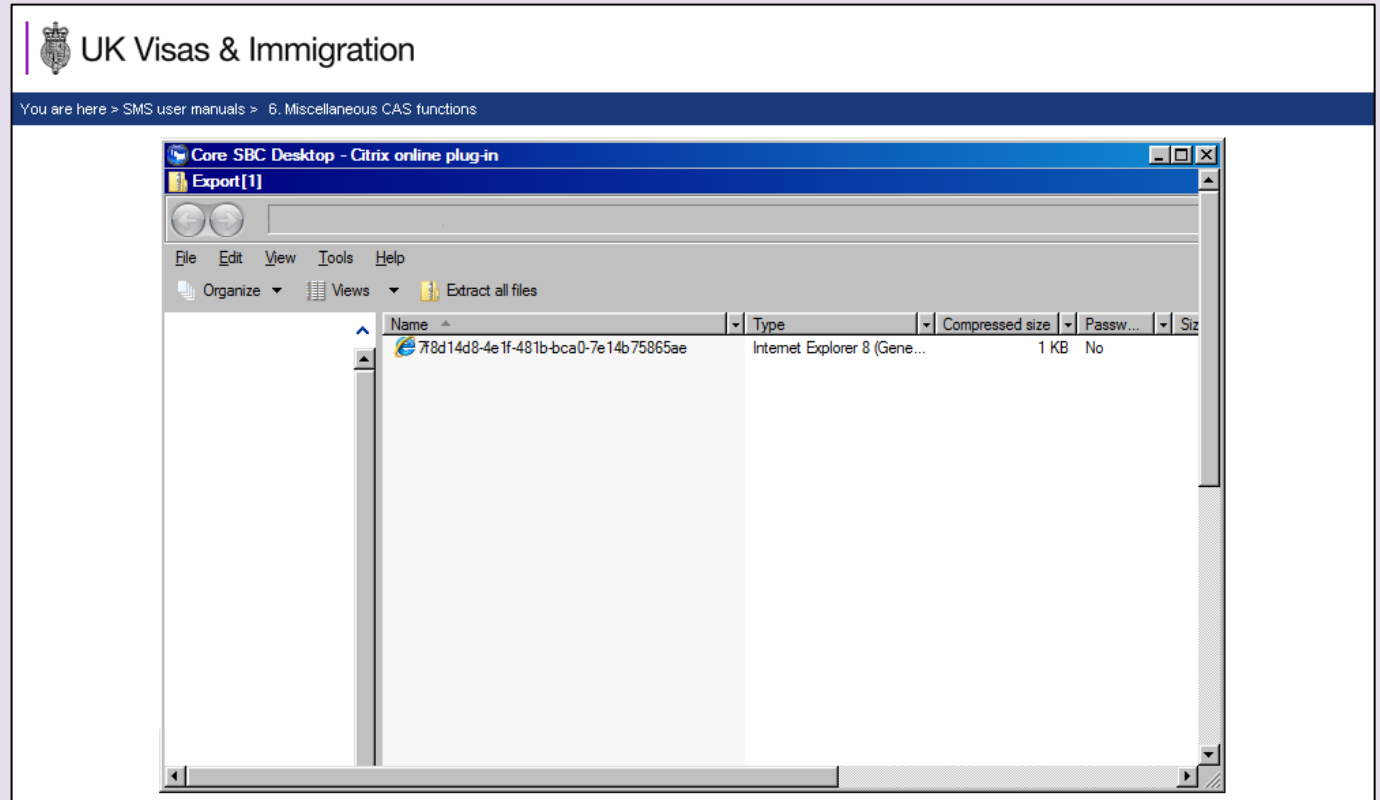 UK Visas & Immigration
You are here > SMS user manuals > 6. Miscellaneous CAS functions
Core SBC Desktop - Citrix online plug-in
Export[1]
File Edit View Tools Help
Organize Views Extract all files
Name Type Compressed size Passw... Siz
7f8d14d8-4e1f-481b-bca0-7e14b75865ae Internet Explorer 8 (Gene... 1 KB No